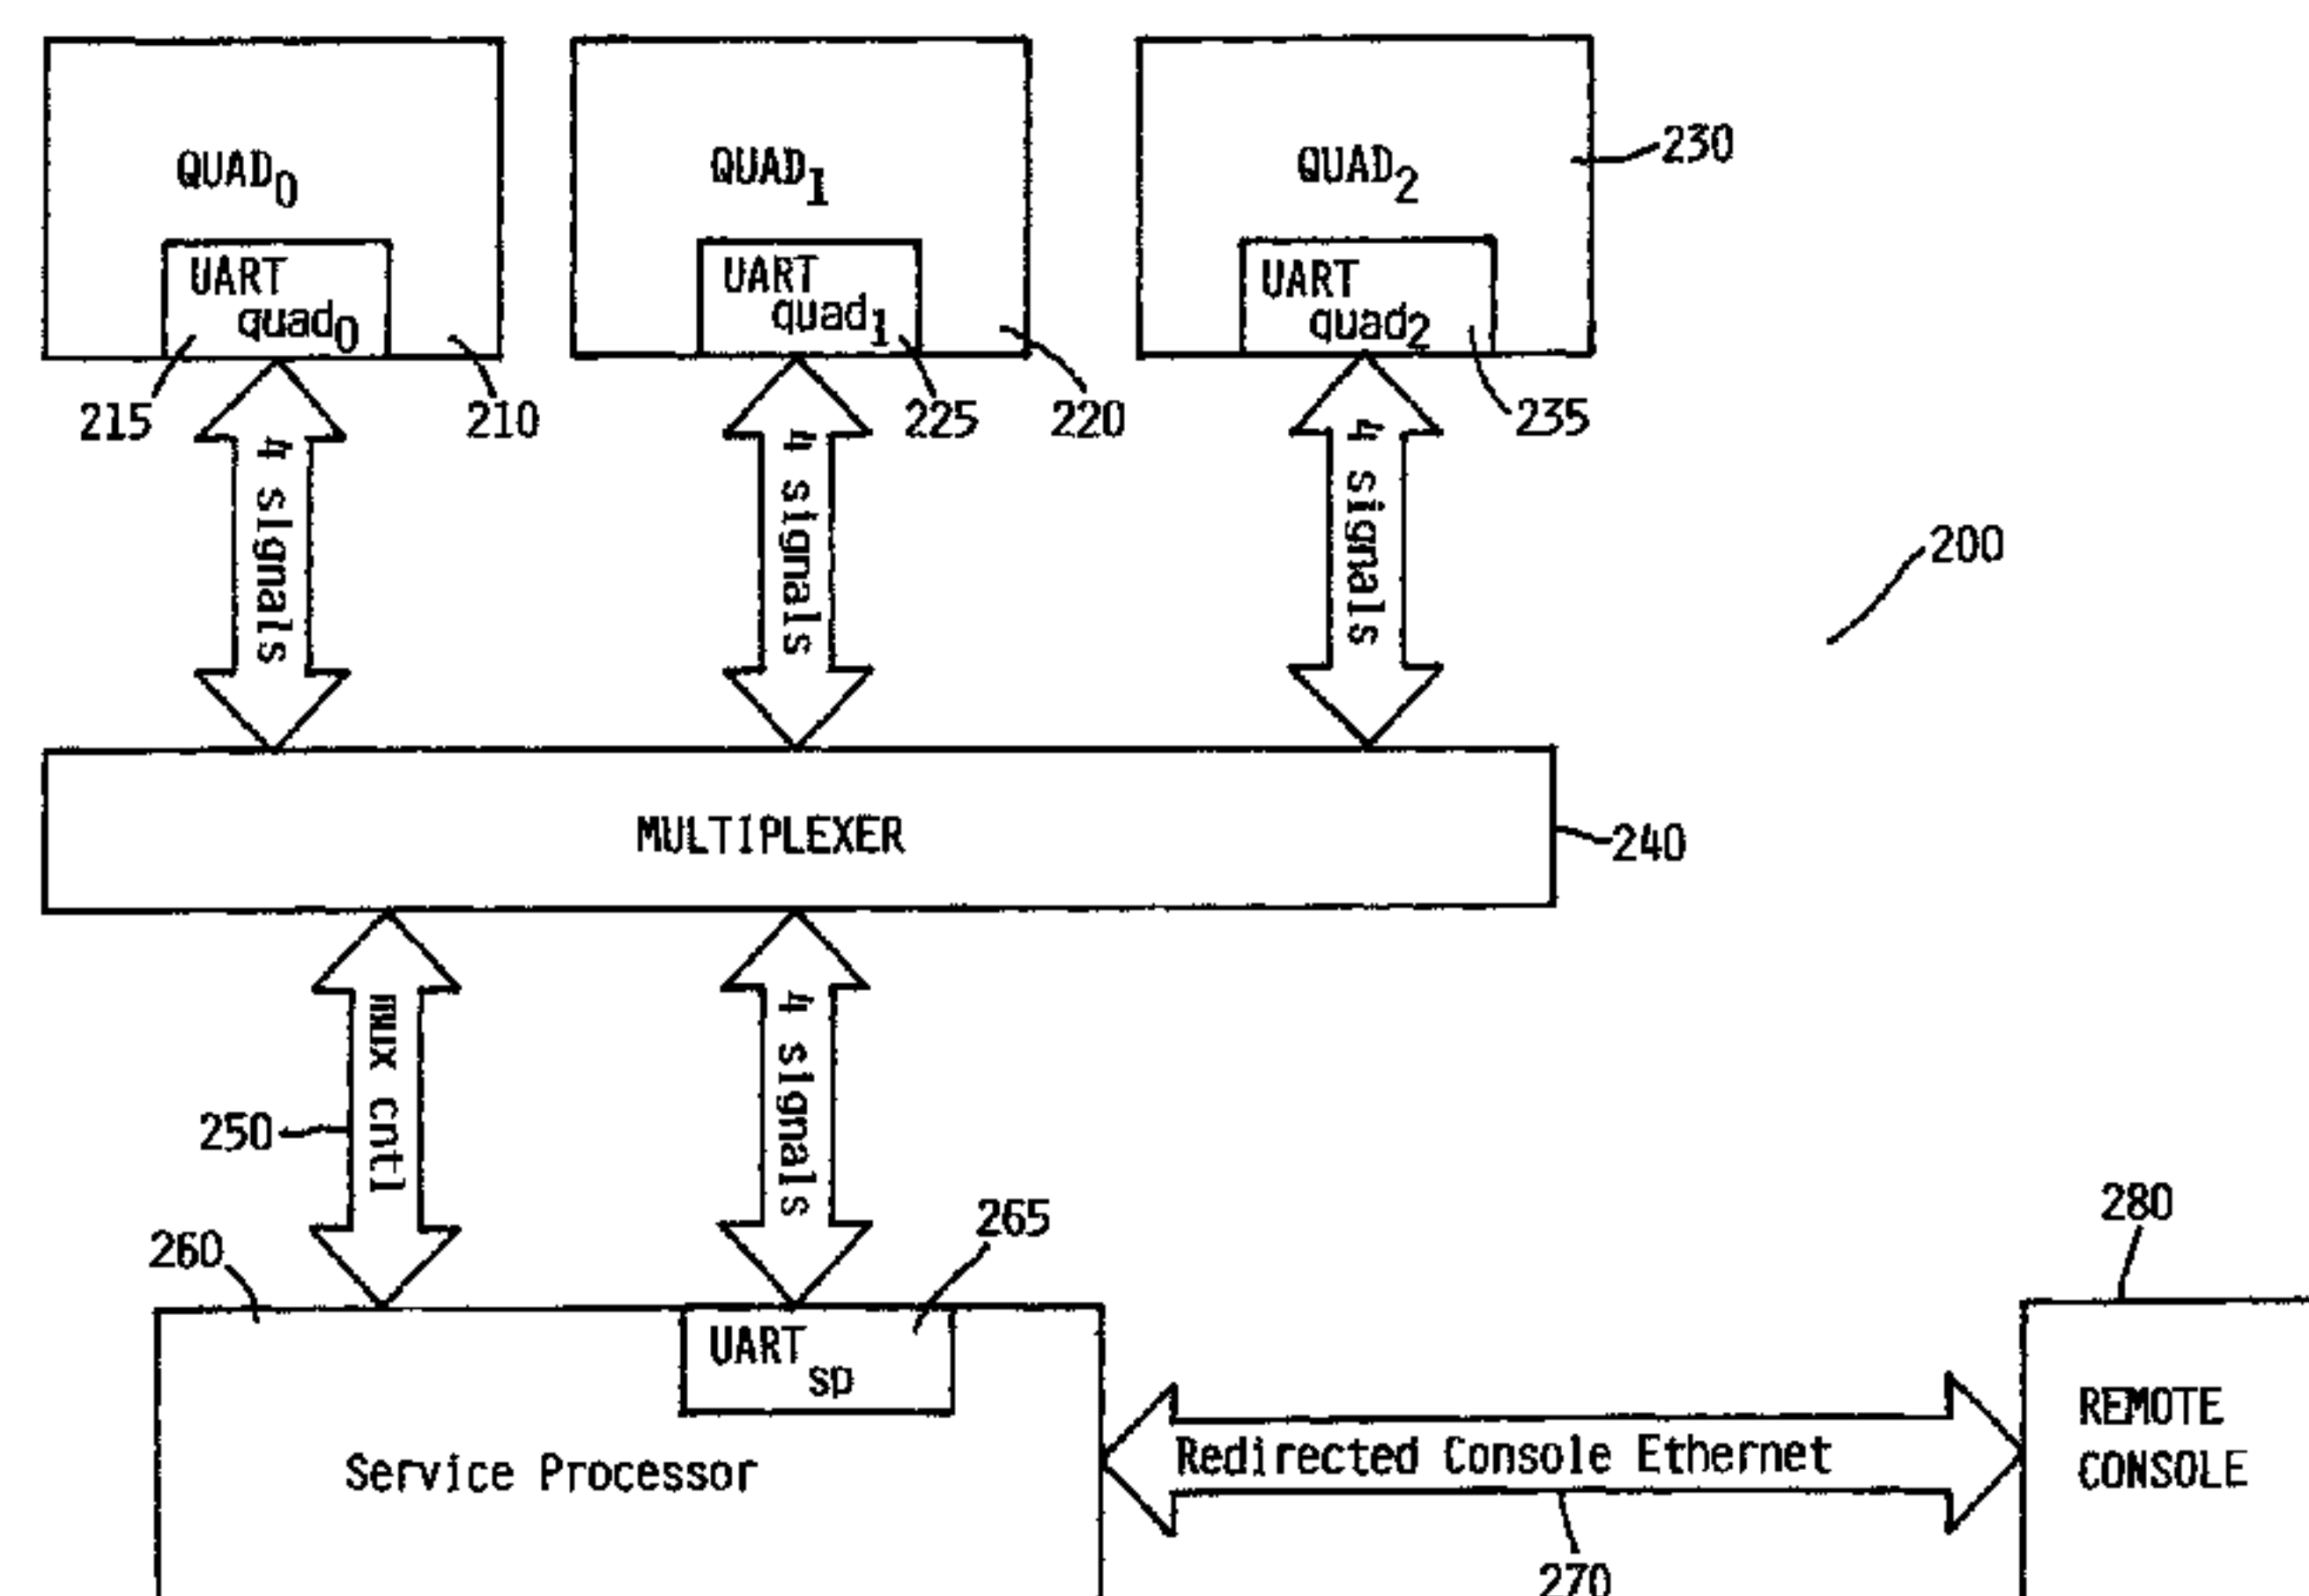 QUAD0
QUAD1
QUAD2
230
UART
quad0
UART
quad1
UART
quad2
215
210
225
220
235
4 signals
4 signals
4 signals
200
MULTIPLEXER
240
mux cntl
4 signals
250
260
265
280
UART
sp
Service Processor
Redirected Console Ethernet
REMOTE
CONSOLE
270